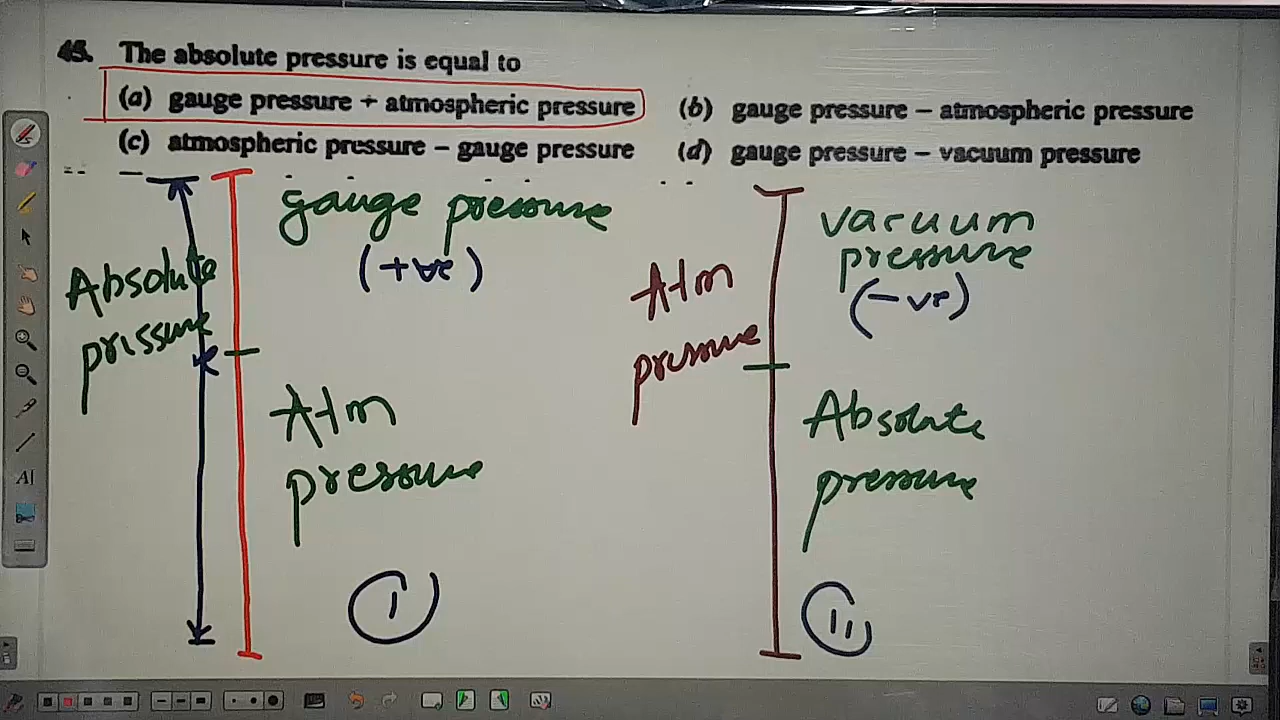 45. The absolute pressure is equal to
(a) gauge pressure + atmospheric pressure (b) gauge pressure – atmospheric pressure
(c) atmospheric pressure – gauge pressure (d) gauge pressure – vacuum pressure
gauge pressure
(+ve)
Absolute
prissure
Atm
pressure
I
vacuum
pressure
(-ve)
Atm
pressure
Absolute
pressure
II
A